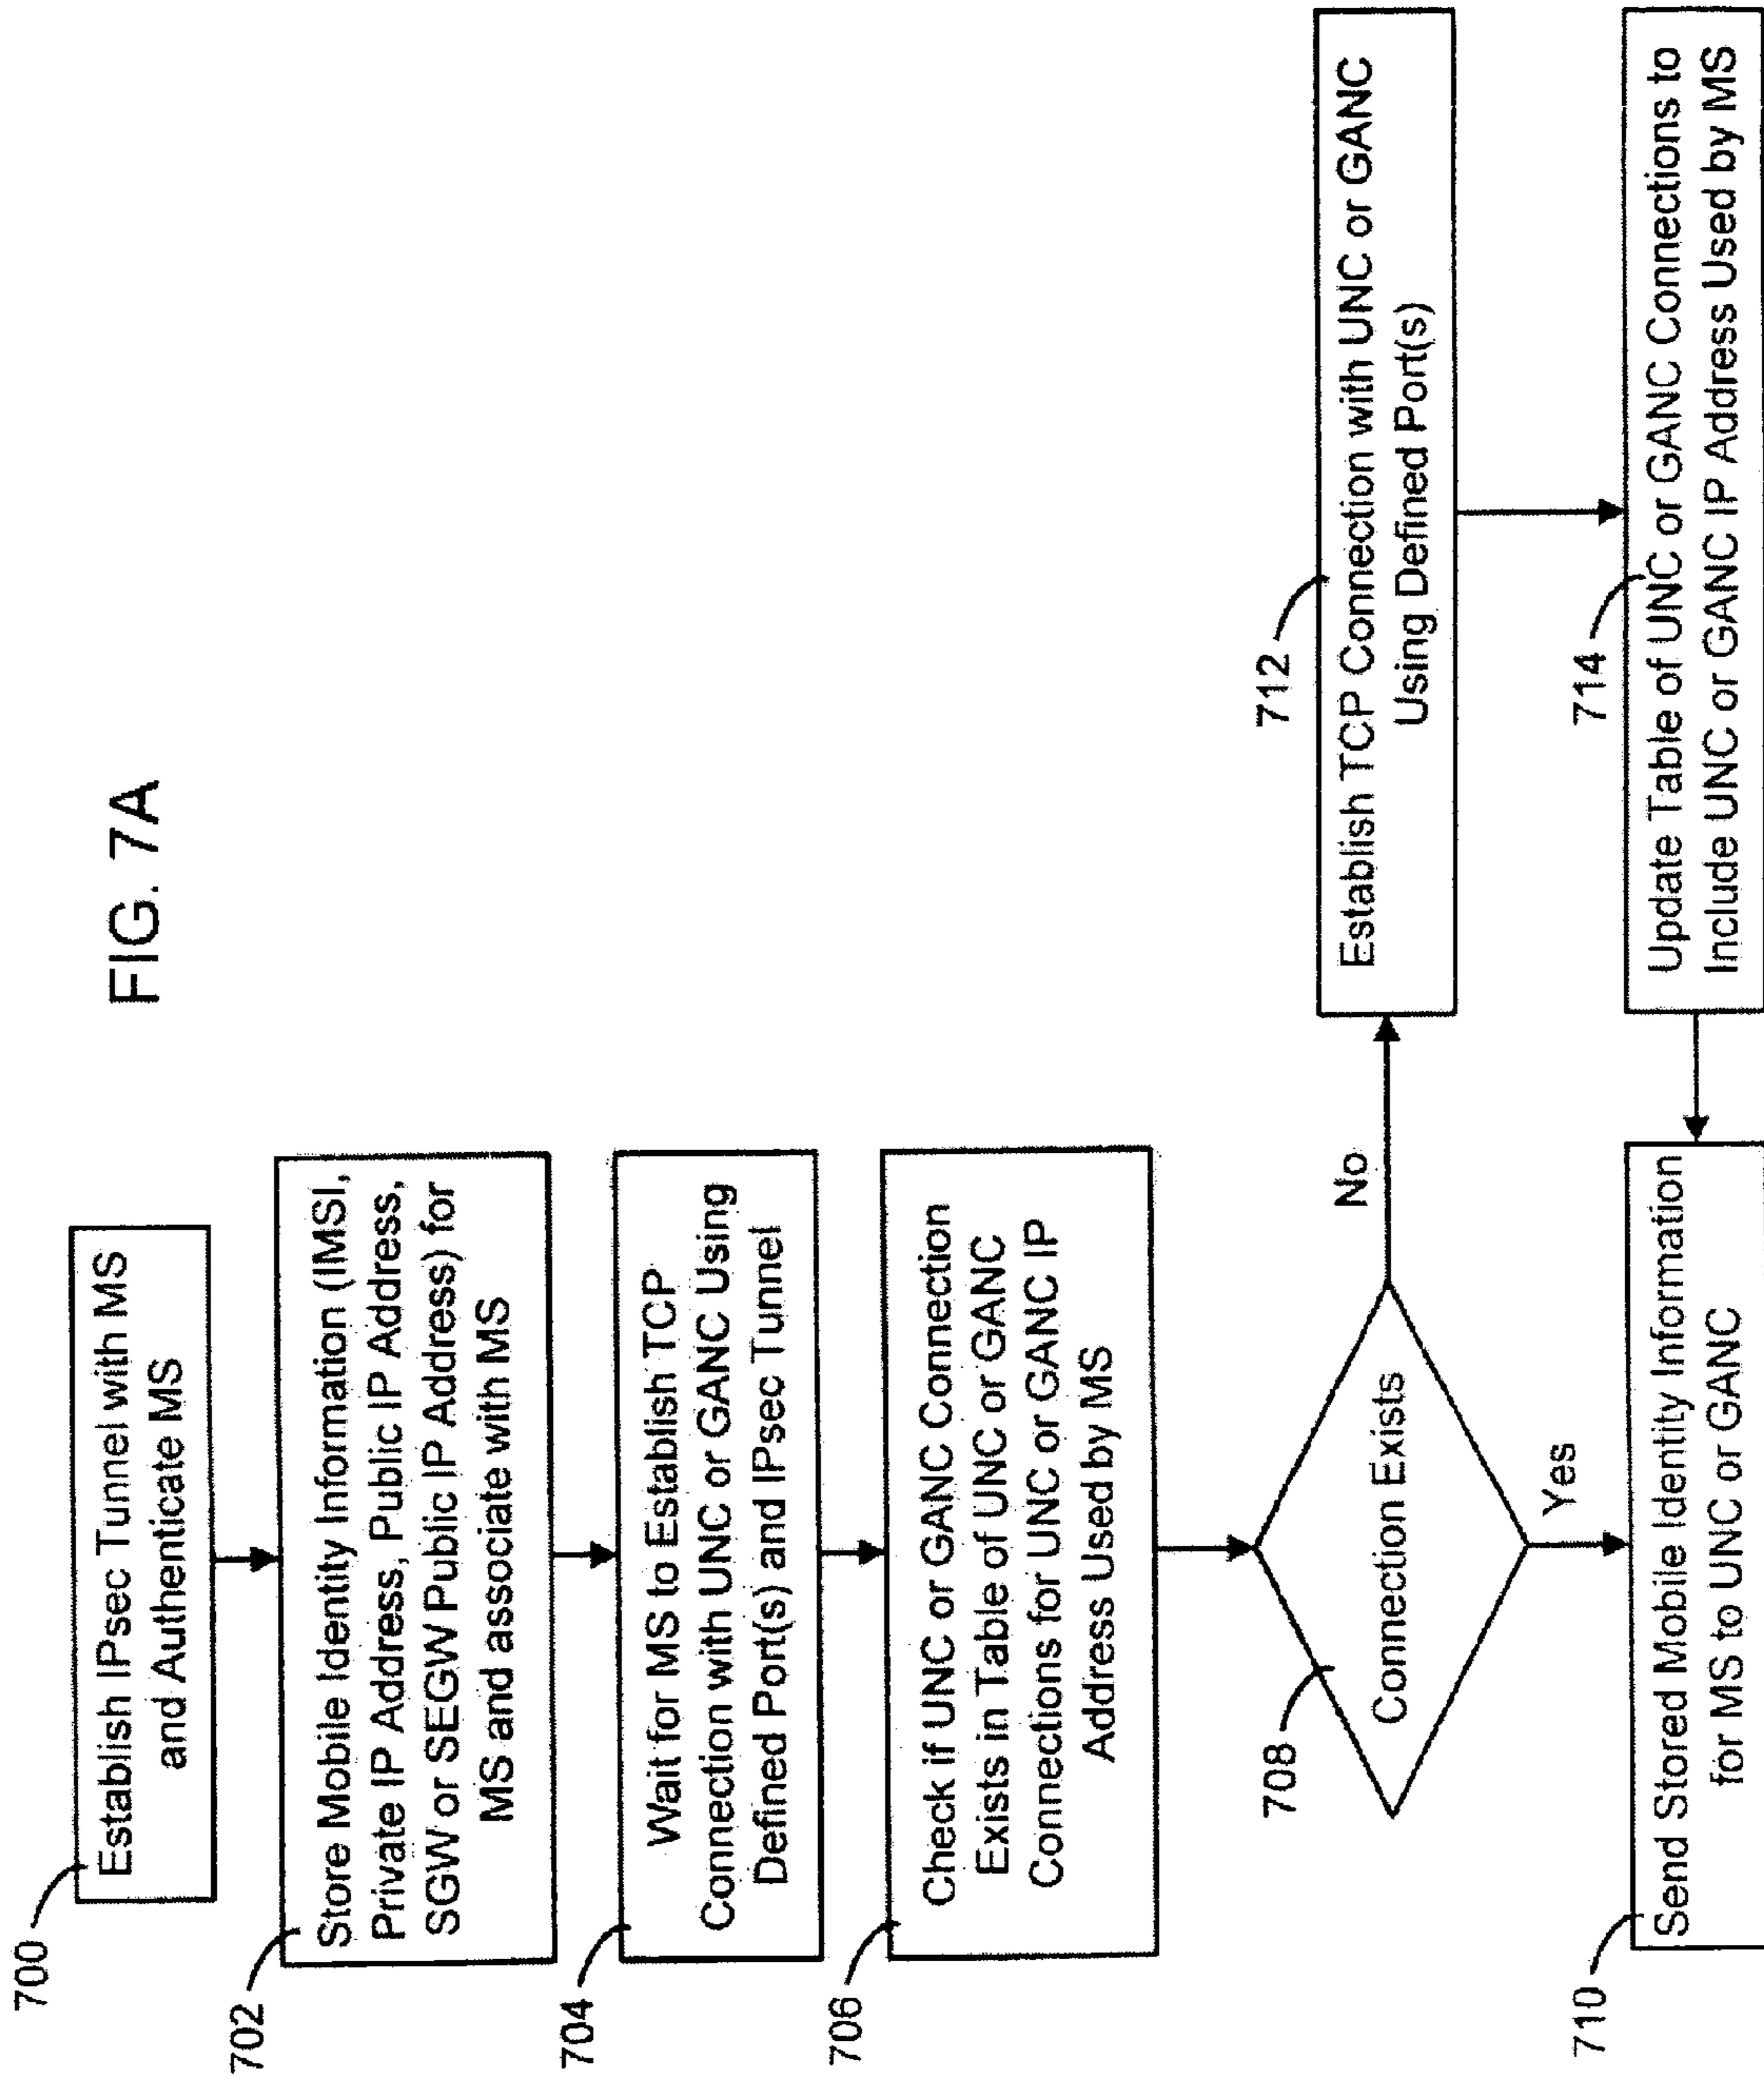 FIG. 7A
700
Establish IPsec Tunnel with MS
and Authenticate MS
702
Store Mobile Identity Information (IMSI,
Private IP Address, Public IP Address,
SGW or SEGW Public IP Address) for
MS and associate with MS
704
Wait for MS to Establish TCP
Connection with UNC or GANC Using
Defined Port(s) and IPsec Tunnel
706
Check if UNC or GANC Connection
Exists in Table of UNC or GANC
Connections for UNC or GANC IP
Address Used by MS
708
Connection Exists
No
Yes
712
Establish TCP Connection with UNC or GANC
Using Defined Port(s)
714
Update Table of UNC or GANC Connections to
Include UNC or GANC IP Address Used by MS
710
Send Stored Mobile Identity Information
for MS to UNC or GANC